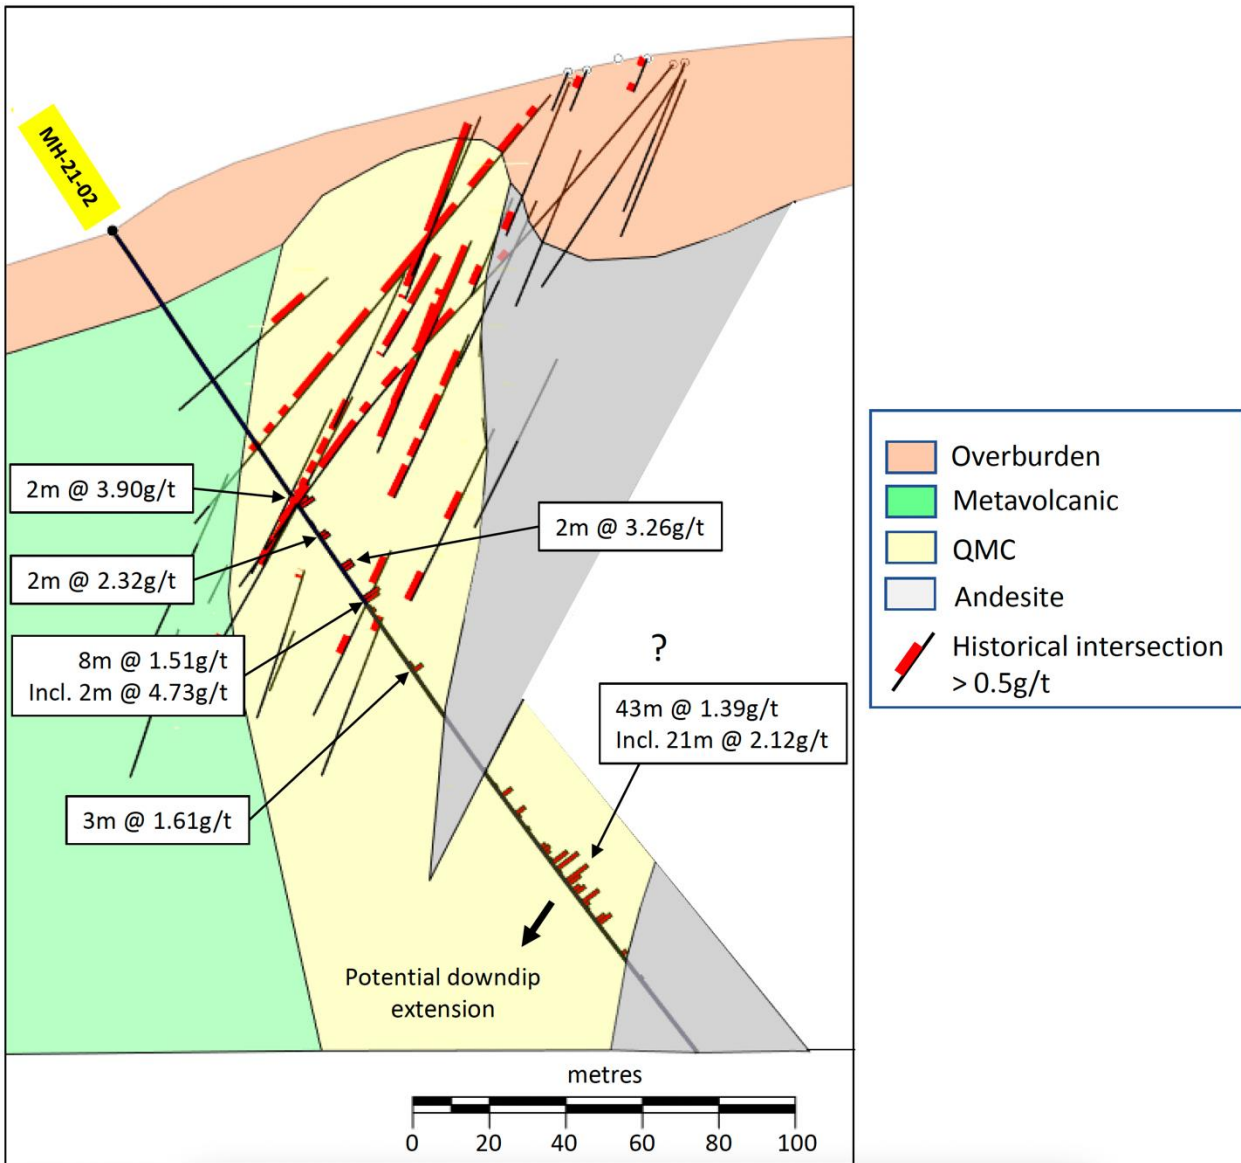 MH-21-02
2m @ 3.90g/t
2m @ 3.26g/t
2m @ 2.32g/t
8m @ 1.51g/t
Incl. 2m @ 4.73g/t
?
43m @ 1.39g/t
Incl. 21m @ 2.12g/t
3m @ 1.61g/t
Potential downdip
extension
metres
0 20 40 60 80 100
Overburden
Metavolcanic
QMC
Andesite
Historical intersection
> 0.5g/t